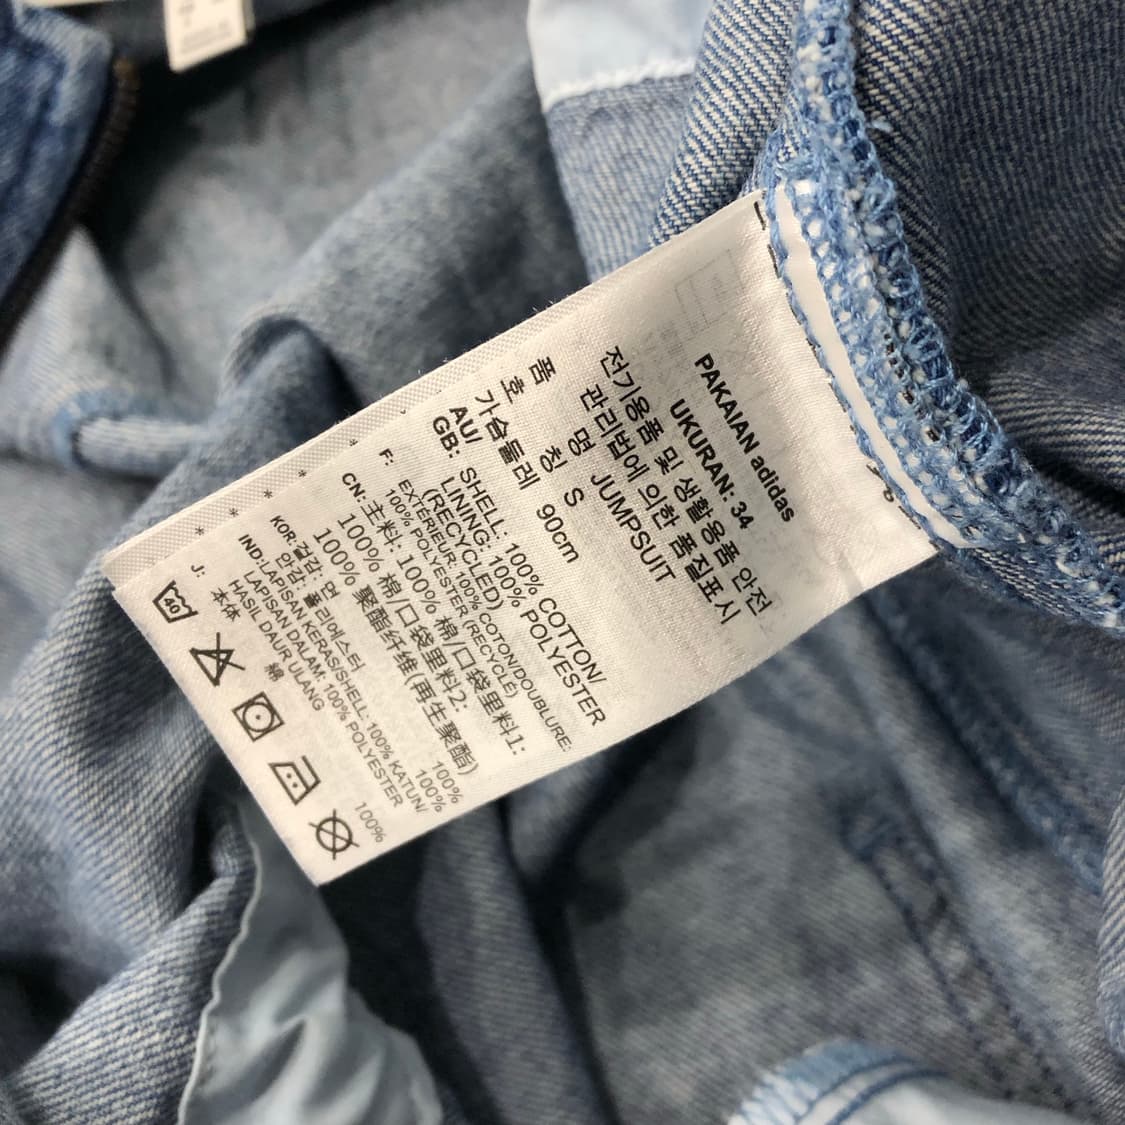 PAKAIAN adidas
UKURAN: 34
전기용품 및 생활용품 안전
관리법에 의한 품질표시
품 명 JUMPSUIT
호 칭 S
가슴둘레 90cm
AU/
GB: SHELL: 100% COTTON/
LINING: 100% POLYESTER
(RECYCLED)
F: EXTÉRIEUR: 100% COTON/DOUBLURE:
100% POLYESTER (RECYCLÉ)
CN: 主料: 100% 棉/口袋里料1:
100% 棉/口袋里料2:
100% 聚酯纤维(再生聚酯)
KOR: 겉감: 면 100%
안감: 폴리에스터 100%
IND: LAPISAN KERAS/SHELL: 100% KATUN/
LAPISAN DALAM: 100% POLYESTER
HASIL DAUR ULANG
J: 本体 綿 100%
40